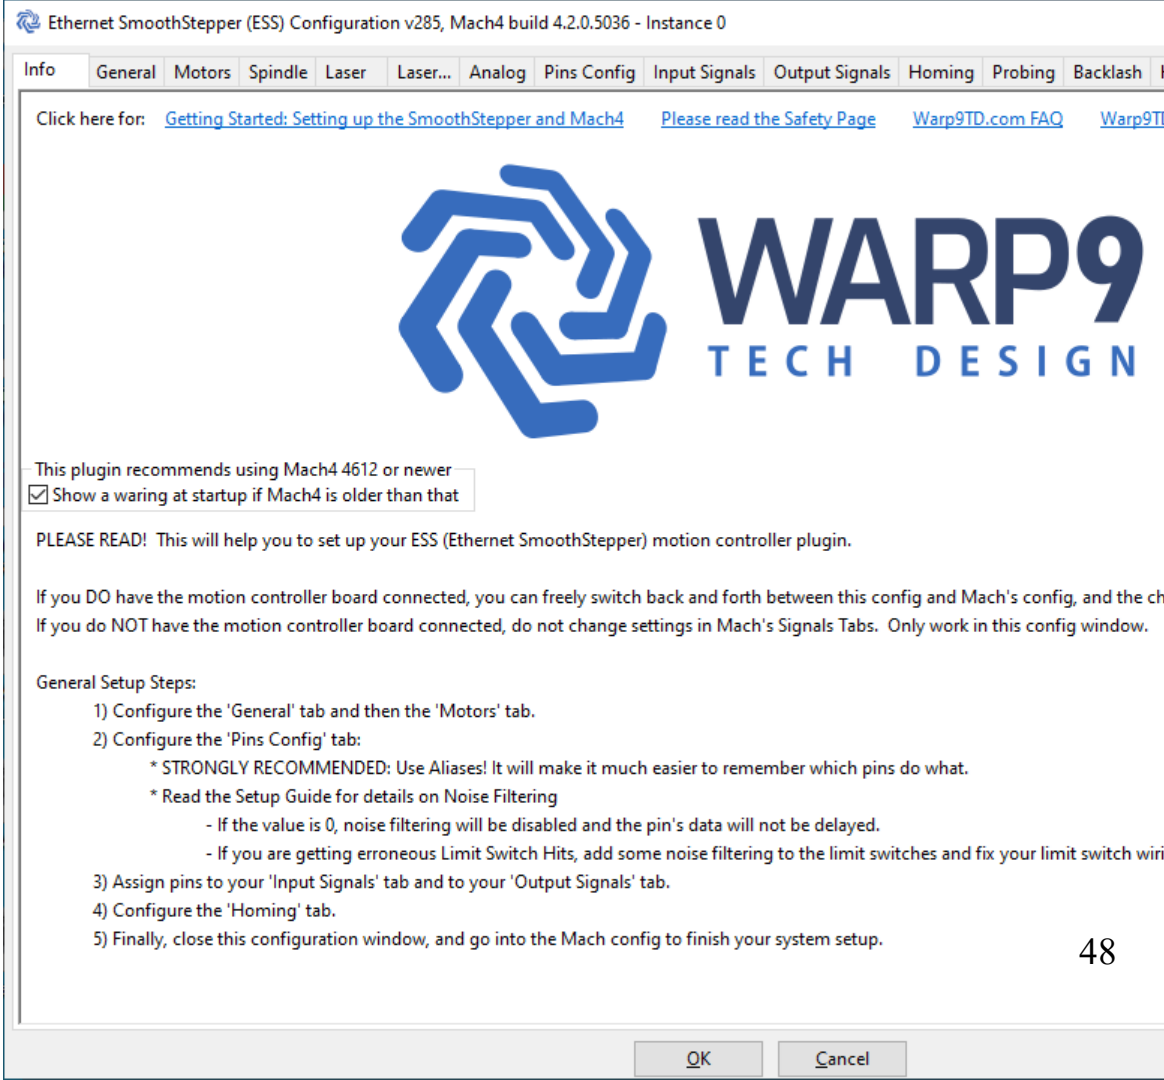 Ethernet SmoothStepper (ESS) Configuration v285, Mach4 build 4.2.0.5036 - Instance 0
Info General Motors Spindle Laser Laser... Analog Pins Config Input Signals Output Signals Homing Probing Backlash
Click here for: Getting Started: Setting up the SmoothStepper and Mach4 Please read the Safety Page Warp9TD.com FAQ
WARP9
TECH DESIGN
This plugin recommends using Mach4 4612 or newer
Show a waring at startup if Mach4 is older than that
PLEASE READ! This will help you to set up your ESS (Ethernet SmoothStepper) motion controller plugin.
If you DO have the motion controller board connected, you can freely switch back and forth between this config and Mach's config, and the
If you do NOT have the motion controller board connected, do not change settings in Mach's Signals Tabs. Only work in this config window.
General Setup Steps:
1) Configure the 'General' tab and then the 'Motors' tab.
2) Configure the 'Pins Config' tab:
* STRONGLY RECOMMENDED: Use Aliases! It will make it much easier to remember which pins do what.
* Read the Setup Guide for details on Noise Filtering
- If the value is 0, noise filtering will be disabled and the pin's data will not be delayed.
- If you are getting erroneous Limit Switch Hits, add some noise filtering to the limit switches and fix your limit switch
3) Assign pins to your 'Input Signals' tab and to your 'Output Signals' tab.
4) Configure the 'Homing' tab.
5) Finally, close this configuration window, and go into the Mach config to finish your system setup.
48
OK Cancel